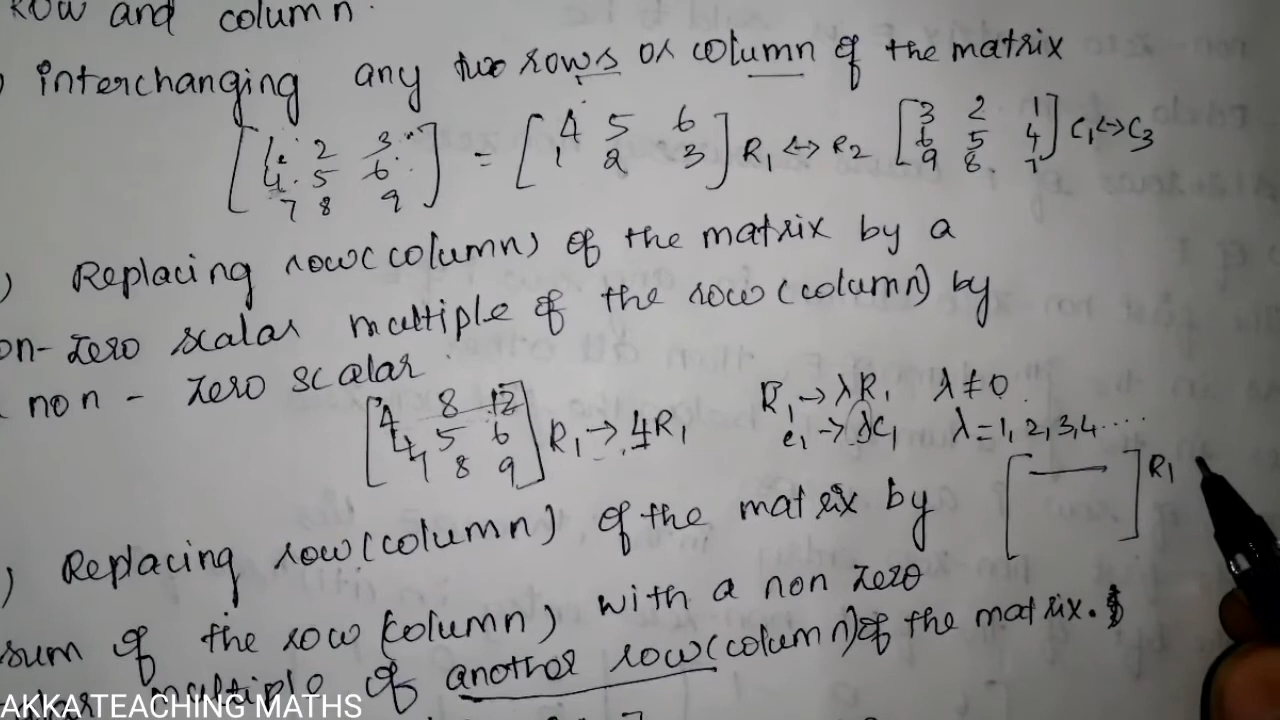 Row and column.
interchanging any two rows or column of the matrix
[1 2 3 = [4 5 6 R1 ↔ R2 [3 2 1 C1 ↔ C3
4 5 6 1 2 3] 6 5 4
7 8 9] 9 8 7]
) Replacing row(column) of the matrix by a
on-zero scalar multiple of the row (column) by
non - zero scalar
[4 8 12 R1 → 4R1 R1 → λR1 λ ≠ 0
4 5 6 c1 → λC1 λ = 1, 2, 3, 4....
7 8 9] [ ] R1
) Replacing row(column) of the matrix by
sum of the row (column) with a non zero
multiple of another row(column) of the matrix.
AKKA TEACHING MATHS